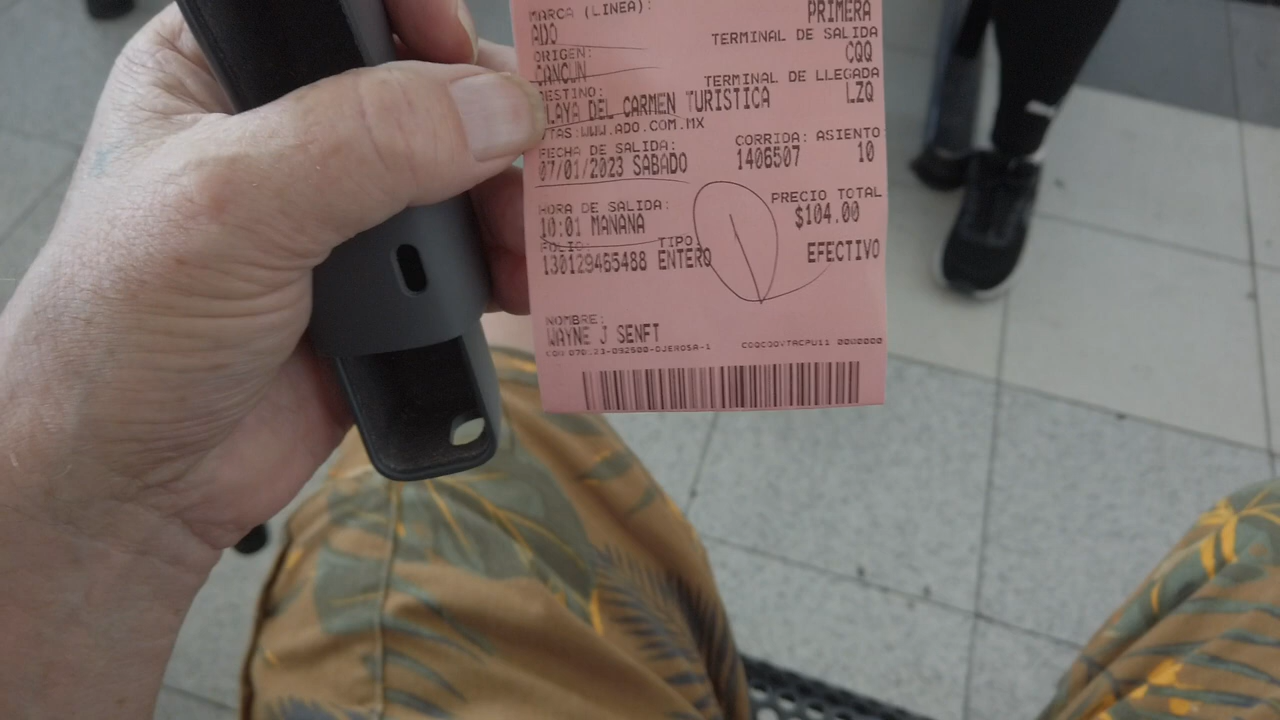 MARCA (LINEA): PRIMERA
ADO TERMINAL DE SALIDA
ORIGEN: CQQ
CANCUN TERMINAL DE LLEGADA
DESTINO: LZQ
PLAYA DEL CARMEN TURISTICA
VTAS:WWW.ADO.COM.MX
FECHA DE SALIDA: CORRIDA: ASIENTO:
07/01/2023 SABADO 1406507 10
HORA DE SALIDA: PRECIO TOTAL
10:01 MANANA $104.00
FOLIO: TIPO:
130129465488 ENTERO EFECTIVO
NOMBRE:
WAYNE J SENFT